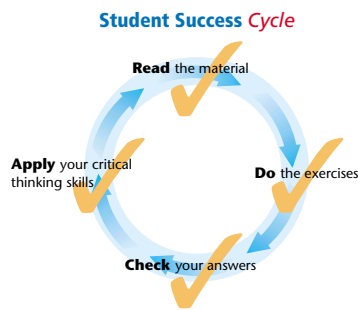 Student Success Cycle
Read the material
Do the exercises
Check your answers
Apply your critical
thinking skills